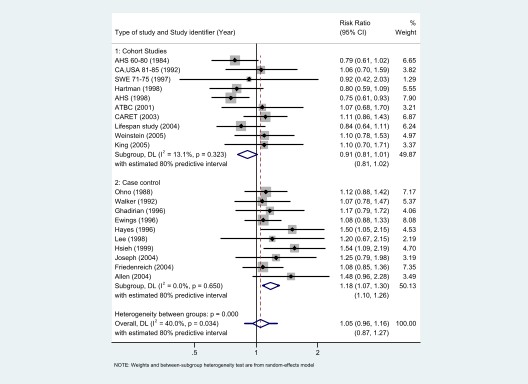 Risk Ratio %
Type of study and Study identifier (Year) (95% CI) Weight
1: Cohort Studies
AHS 60-80 (1984) 0.79 (0.61, 1.02) 6.65
CA,USA 81-85 (1992) 1.06 (0.70, 1.59) 3.82
SWE 71-75 (1997) 0.92 (0.42, 2.03) 1.29
Hartman (1998) 0.80 (0.59, 1.09) 5.55
AHS (1998) 0.75 (0.61, 0.93) 7.90
ATBC (2001) 1.07 (0.68, 1.70) 3.21
CARET (2003) 1.11 (0.86, 1.43) 6.87
Lifespan study (2004) 0.84 (0.64, 1.11) 6.24
Weinstein (2005) 1.10 (0.78, 1.53) 4.97
King (2005) 1.10 (0.70, 1.71) 3.37
Subgroup, DL (I² = 13.1%, p = 0.323) 0.91 (0.81, 1.01) 49.87
with estimated 80% predictive interval (0.81, 1.02)
2: Case control
Ohno (1988) 1.12 (0.88, 1.42) 7.17
Walker (1992) 1.07 (0.78, 1.47) 5.37
Ghadirian (1996) 1.17 (0.79, 1.72) 4.06
Ewings (1996) 1.08 (0.88, 1.33) 8.08
Hayes (1996) 1.50 (1.05, 2.15) 4.53
Lee (1998) 1.20 (0.67, 2.15) 2.19
Hsieh (1999) 1.54 (1.09, 2.19) 4.70
Joseph (2004) 1.25 (0.79, 1.98) 3.21
Friedenreich (2004) 1.08 (0.85, 1.36) 7.35
Allen (2004) 1.48 (0.96, 2.28) 3.49
Subgroup, DL (I² = 0.0%, p = 0.650) 1.18 (1.07, 1.30) 50.13
with estimated 80% predictive interval (1.10, 1.26)
Heterogeneity between groups: p = 0.000
Overall, DL (I² = 40.0%, p = 0.034) 1.05 (0.96, 1.16) 100.00
with estimated 80% predictive interval (0.87, 1.27)
.5 1 2
NOTE: Weights and between-subgroup heterogeneity test are from random-effects model